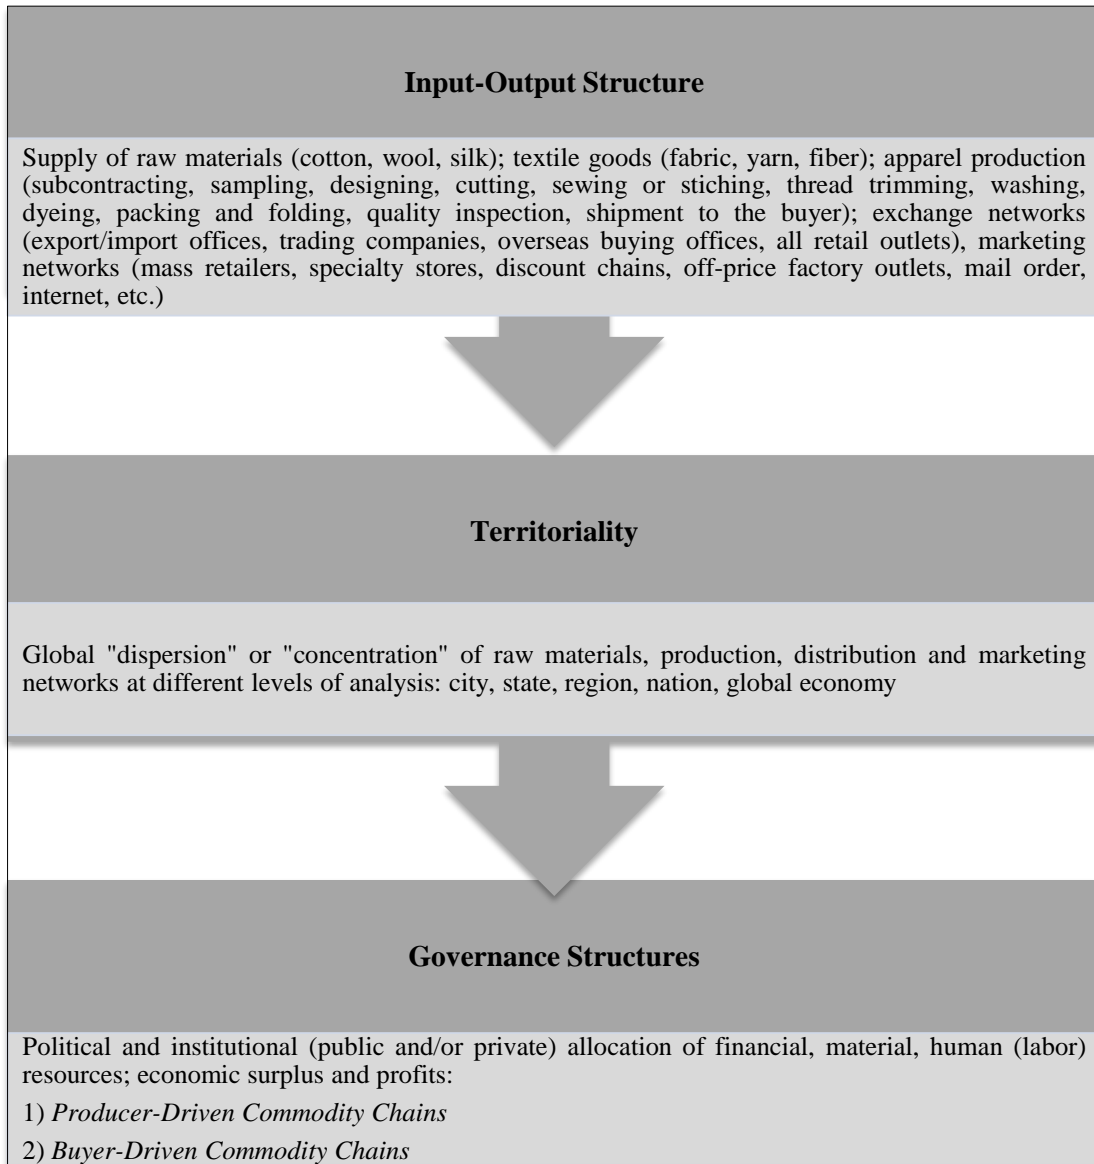 Input-Output Structure
Supply of raw materials (cotton, wool, silk); textile goods (fabric, yarn, fiber); apparel production
(subcontracting, sampling, designing, cutting, sewing or stiching, thread trimming, washing,
dyeing, packing and folding, quality inspection, shipment to the buyer); exchange networks
(export/import offices, trading companies, overseas buying offices, all retail outlets), marketing
networks (mass retailers, specialty stores, discount chains, off-price factory outlets, mail order,
internet, etc.)
Territoriality
Global "dispersion" or "concentration" of raw materials, production, distribution and marketing
networks at different levels of analysis: city, state, region, nation, global economy
Governance Structures
Political and institutional (public and/or private) allocation of financial, material, human (labor)
resources; economic surplus and profits:
1) Producer-Driven Commodity Chains
2) Buyer-Driven Commodity Chains